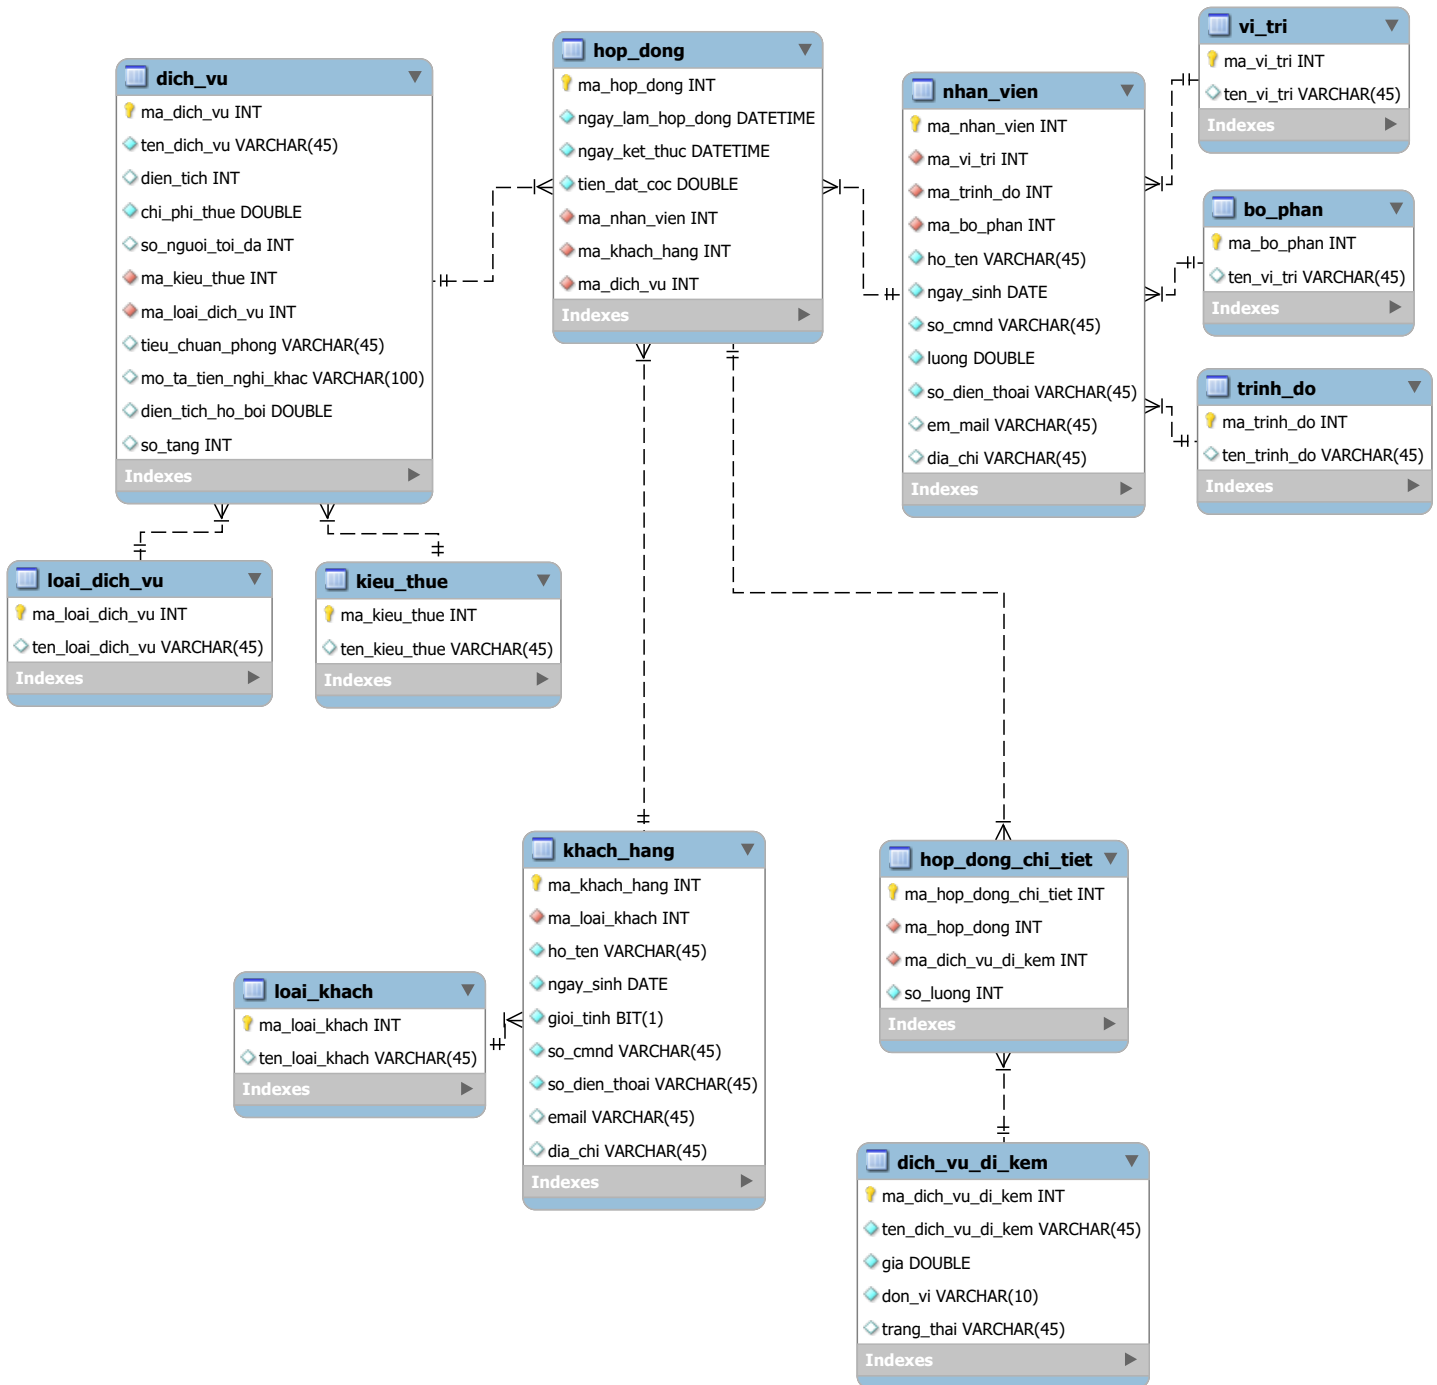 dich_vu
ma_dich_vu INT
ten_dich_vu VARCHAR(45)
dien_tich INT
chi_phi_thue DOUBLE
so_nguoi_toi_da INT
ma_kieu_thue INT
ma_loai_dich_vu INT
tieu_chuan_phong VARCHAR(45)
mo_ta_tien_nghi_khac VARCHAR(100)
dien_tich_ho_boi DOUBLE
so_tang INT
Indexes
hop_dong
ma_hop_dong INT
ngay_lam_hop_dong DATETIME
ngay_ket_thuc DATETIME
tien_dat_coc DOUBLE
ma_nhan_vien INT
ma_khach_hang INT
ma_dich_vu INT
Indexes
nhan_vien
ma_nhan_vien INT
ma_vi_tri INT
ma_trinh_do INT
ma_bo_phan INT
ho_ten VARCHAR(45)
ngay_sinh DATE
so_cmnd VARCHAR(45)
luong DOUBLE
so_dien_thoai VARCHAR(45)
em_mail VARCHAR(45)
dia_chi VARCHAR(45)
Indexes
vi_tri
ma_vi_tri INT
ten_vi_tri VARCHAR(45)
Indexes
bo_phan
ma_bo_phan INT
ten_vi_tri VARCHAR(45)
Indexes
trinh_do
ma_trinh_do INT
ten_trinh_do VARCHAR(45)
Indexes
loai_dich_vu
ma_loai_dich_vu INT
ten_loai_dich_vu VARCHAR(45)
Indexes
kieu_thue
ma_kieu_thue INT
ten_kieu_thue VARCHAR(45)
Indexes
khach_hang
ma_khach_hang INT
ma_loai_khach INT
ho_ten VARCHAR(45)
ngay_sinh DATE
gioi_tinh BIT(1)
so_cmnd VARCHAR(45)
so_dien_thoai VARCHAR(45)
email VARCHAR(45)
dia_chi VARCHAR(45)
Indexes
loai_khach
ma_loai_khach INT
ten_loai_khach VARCHAR(45)
Indexes
hop_dong_chi_tiet
ma_hop_dong_chi_tiet INT
ma_hop_dong INT
ma_dich_vu_di_kem INT
so_luong INT
Indexes
dich_vu_di_kem
ma_dich_vu_di_kem INT
ten_dich_vu_di_kem VARCHAR(45)
gia DOUBLE
don_vi VARCHAR(10)
trang_thai VARCHAR(45)
Indexes